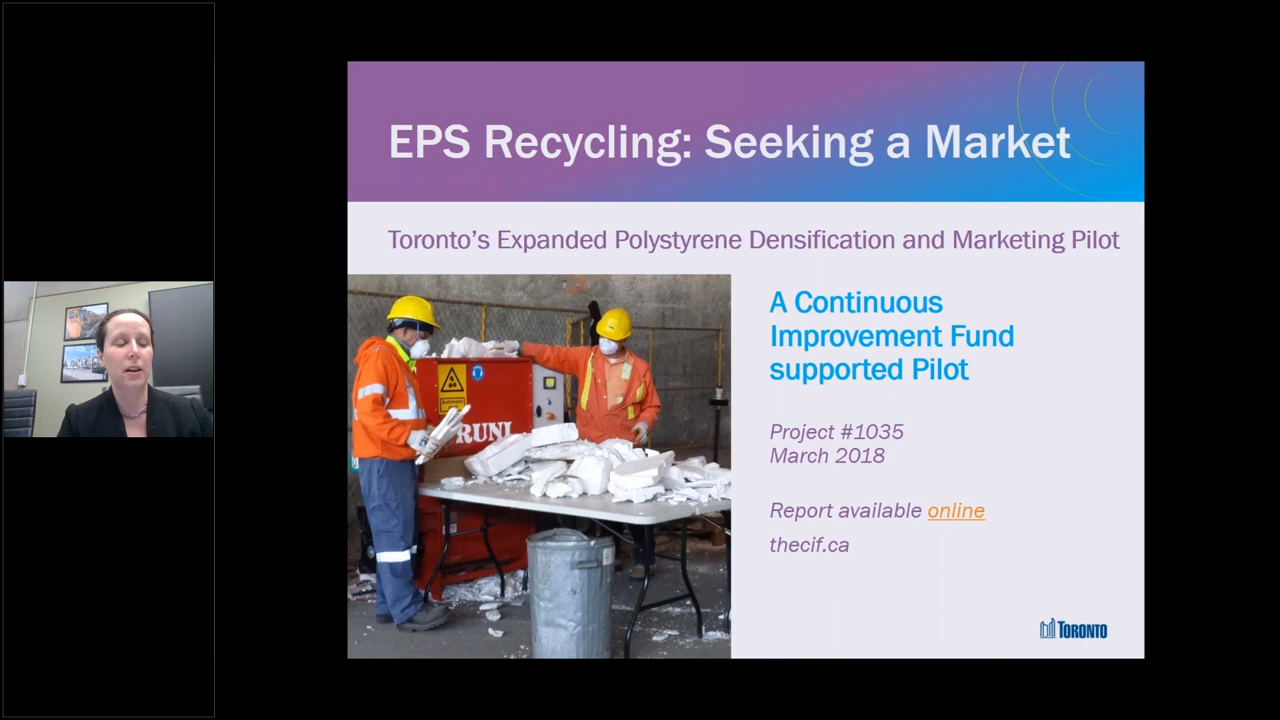 EPS Recycling: Seeking a Market
Toronto's Expanded Polystyrene Densification and Marketing Pilot
A Continuous
Improvement Fund
supported Pilot
Project #1035
March 2018
Report available online
thecif.ca
RUNI
TORONTO